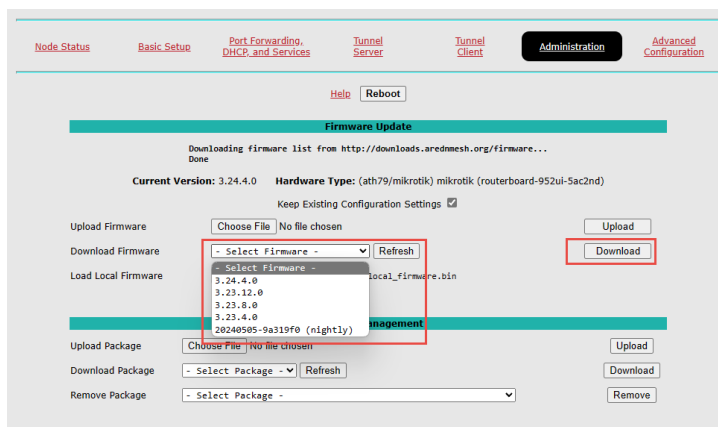 Node Status
Basic Setup
Port Forwarding,
DHCP, and Services
Tunnel
Server
Tunnel
Client
Administration
Advanced
Configuration
Help Reboot
Firmware Update
Downloading firmware list from http://downloads.arednmesh.org/firmware...
Done
Current Version: 3.24.4.0 Hardware Type: (ath79/mikrotik) mikrotik (routerboard-952ui-5ac2nd)
Keep Existing Configuration Settings
Upload Firmware Choose File No file chosen Upload
Download Firmware - Select Firmware - Refresh Download
- Select Firmware -
Load Local Firmware local_firmware.bin
3.24.4.0
3.23.12.0
3.23.8.0
3.23.4.0
20240505-9a319f0 (nightly)
Upload Package Choose File No file chosen Upload
Download Package - Select Package - Refresh Download
Remove Package - Select Package - Remove